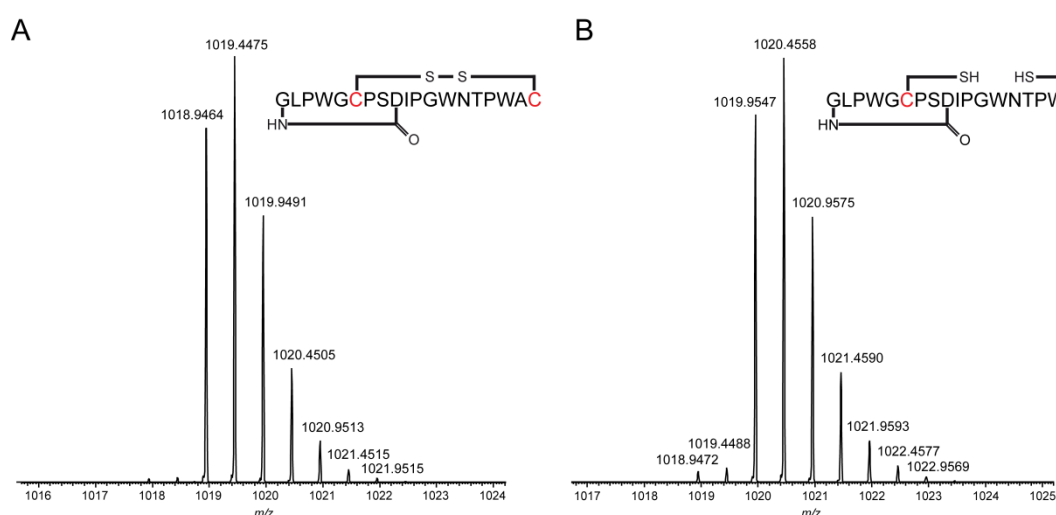 A
1019.4475
1018.9464
1019.9491
1020.4505
1020.9513
1021.4515
1021.9515
S S
GLPWGCPSDIPGWNTPWAC
HN
O
1016 1017 1018 1019 1020 1021 1022 1023 1024
m/z
B
1020.4558
1019.9547
1020.9575
1021.4590
1021.9593
1022.4577
1022.9569
1019.4488
1018.9472
SH HS
GLPWGCPSDIPGWNTPW
HN
O
1017 1018 1019 1020 1021 1022 1023 1024 1025
m/z